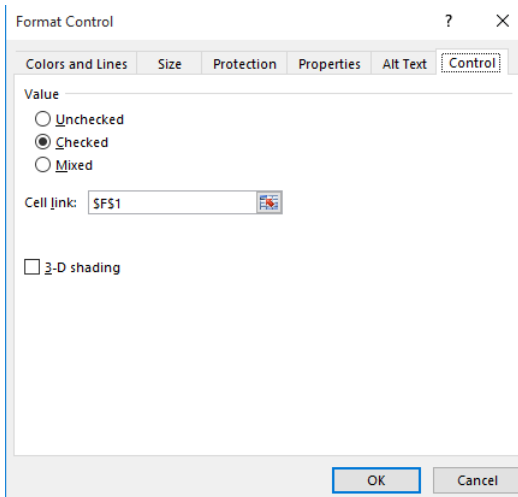 Format Control ?
Colors and Lines Size Protection Properties Alt Text Control
Value
Unchecked
Checked
Mixed
Cell link: $F$1
3-D shading
OK Cancel